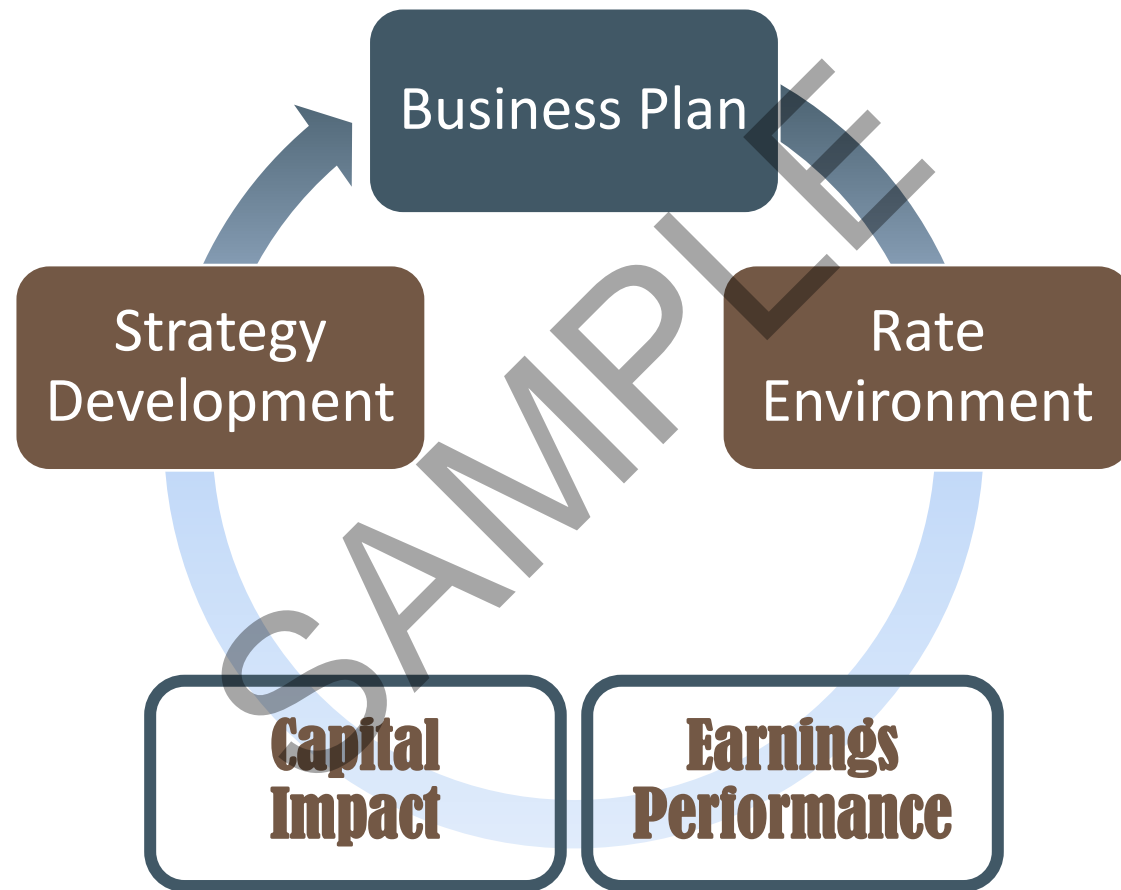 Business Plan
Strategy
Development
Rate
Environment
SAMPLE
Capital
Impact
Earnings
Performance